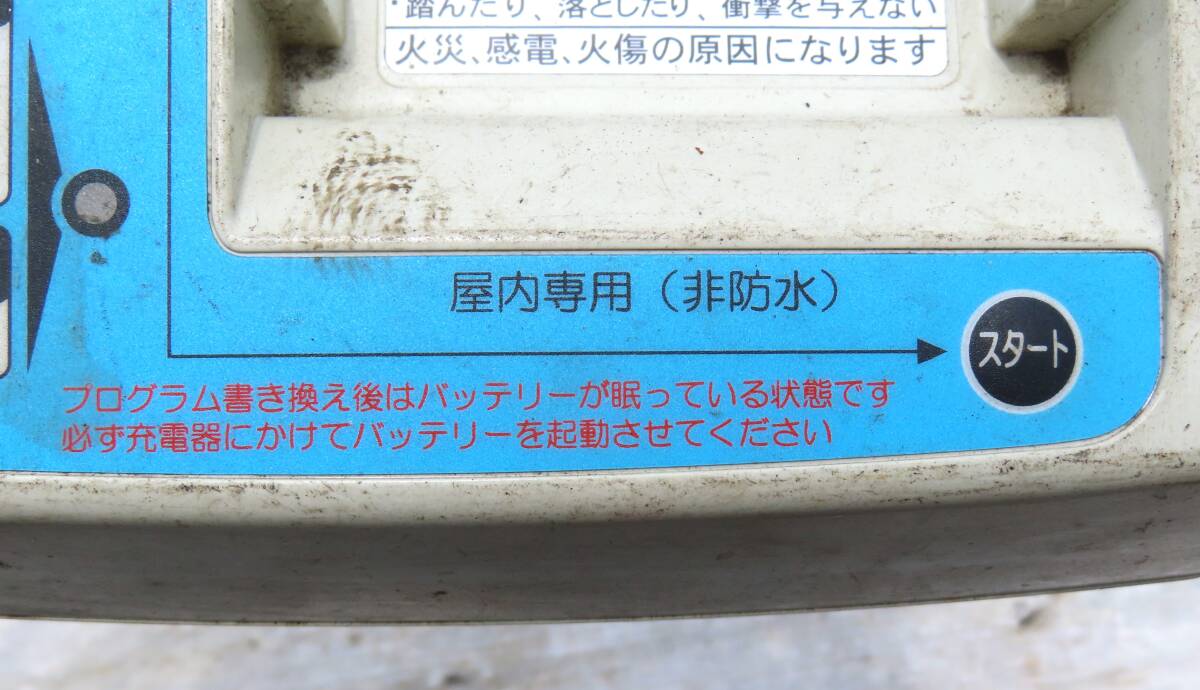 ・踏んだり、落としたり、衝撃を与えない
火災、感電、火傷の原因になります
屋内専用（非防水）
スタート
プログラム書き換え後はバッテリーが眠っている状態です
必ず充電器にかけてバッテリーを起動させてください